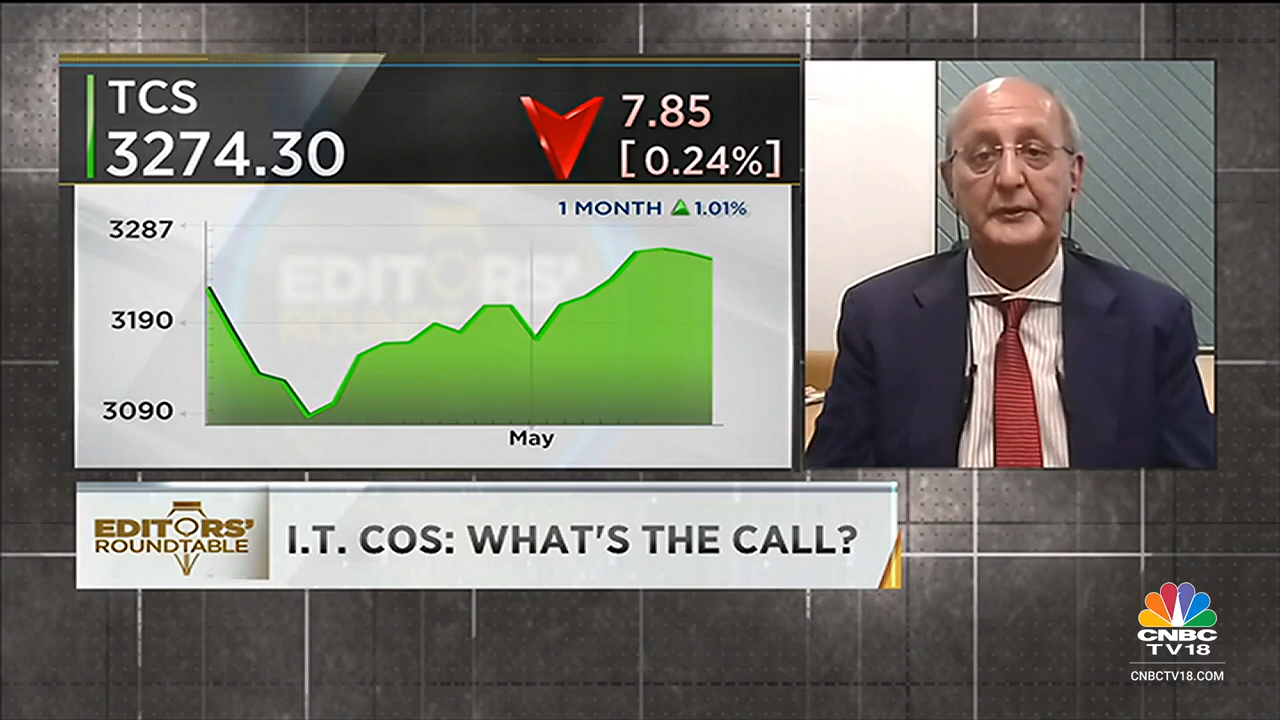 TCS
3274.30
7.85
[0.24%]
1 MONTH ▲ 1.01%
3287
3190
3090
May
EDITORS'
EDITORS'
ROUNDTABLE
I.T. COS: WHAT'S THE CALL?
CNBC
TV18
CNBCTV18.COM